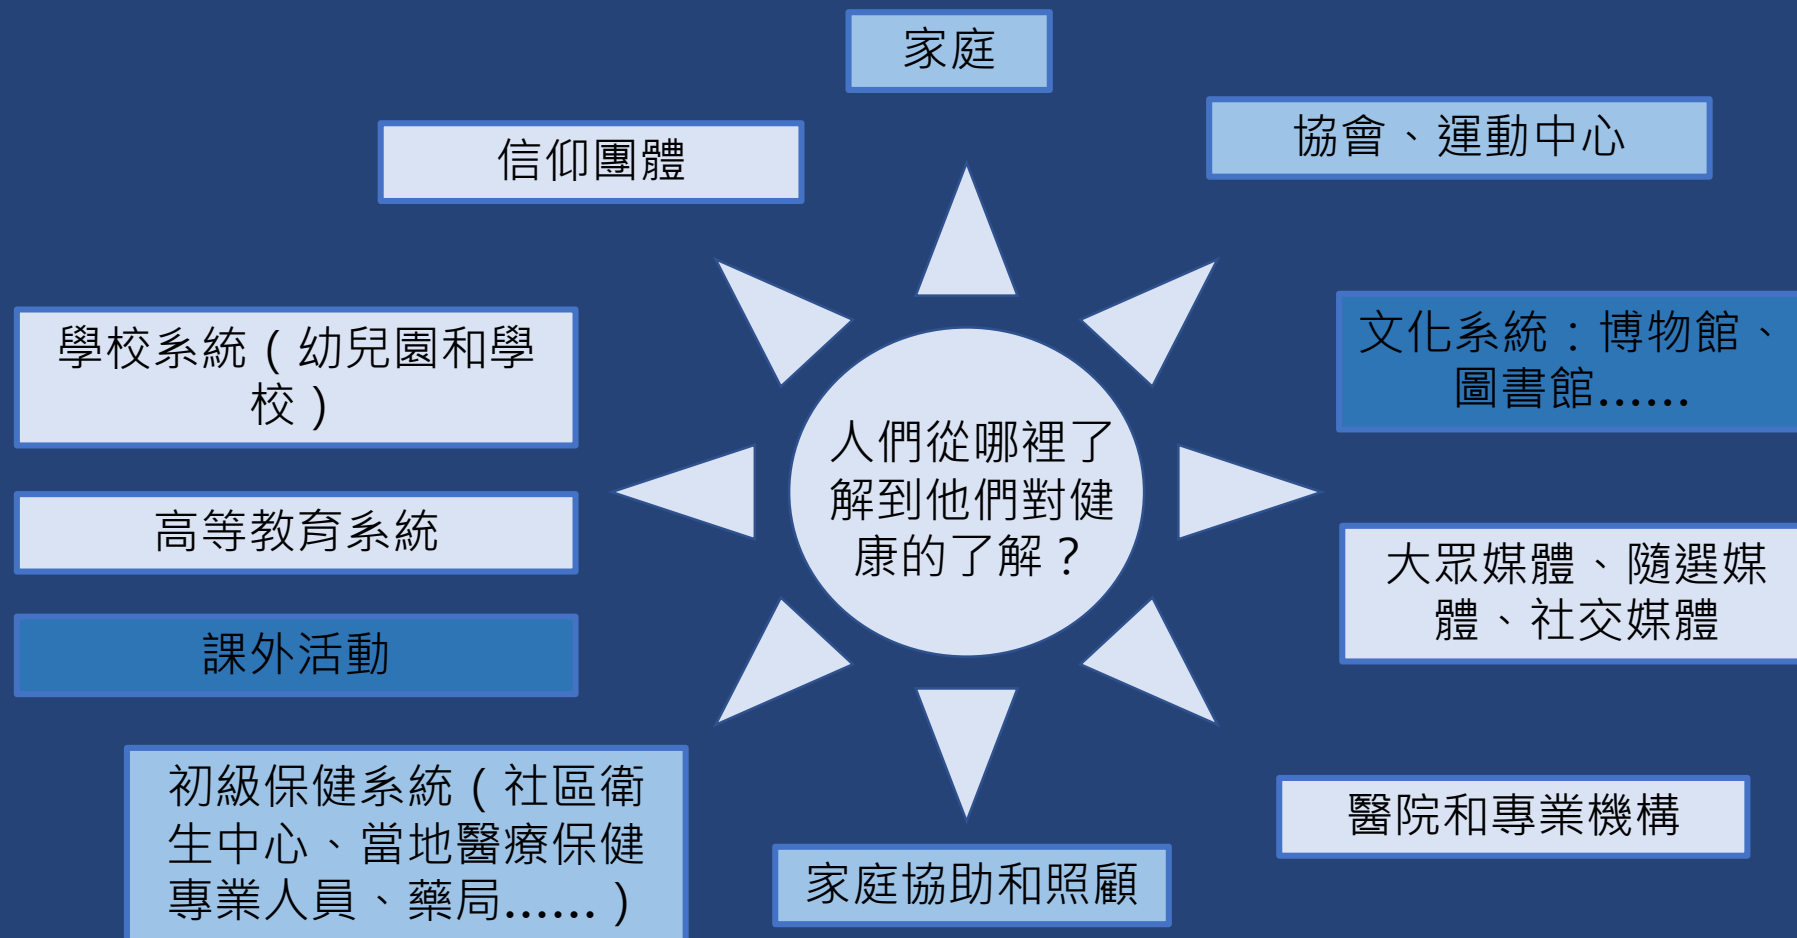 家庭
協會、運動中心
信仰團體
文化系統：博物館、
圖書館……
學校系統（幼兒園和學
校）
人們從哪裡了
解到他們對健
康的了解？
高等教育系統
大眾媒體、隨選媒
體、社交媒體
課外活動
初級保健系統（社區衛
生中心、當地醫療保健
專業人員、藥局……）
醫院和專業機構
家庭協助和照顧